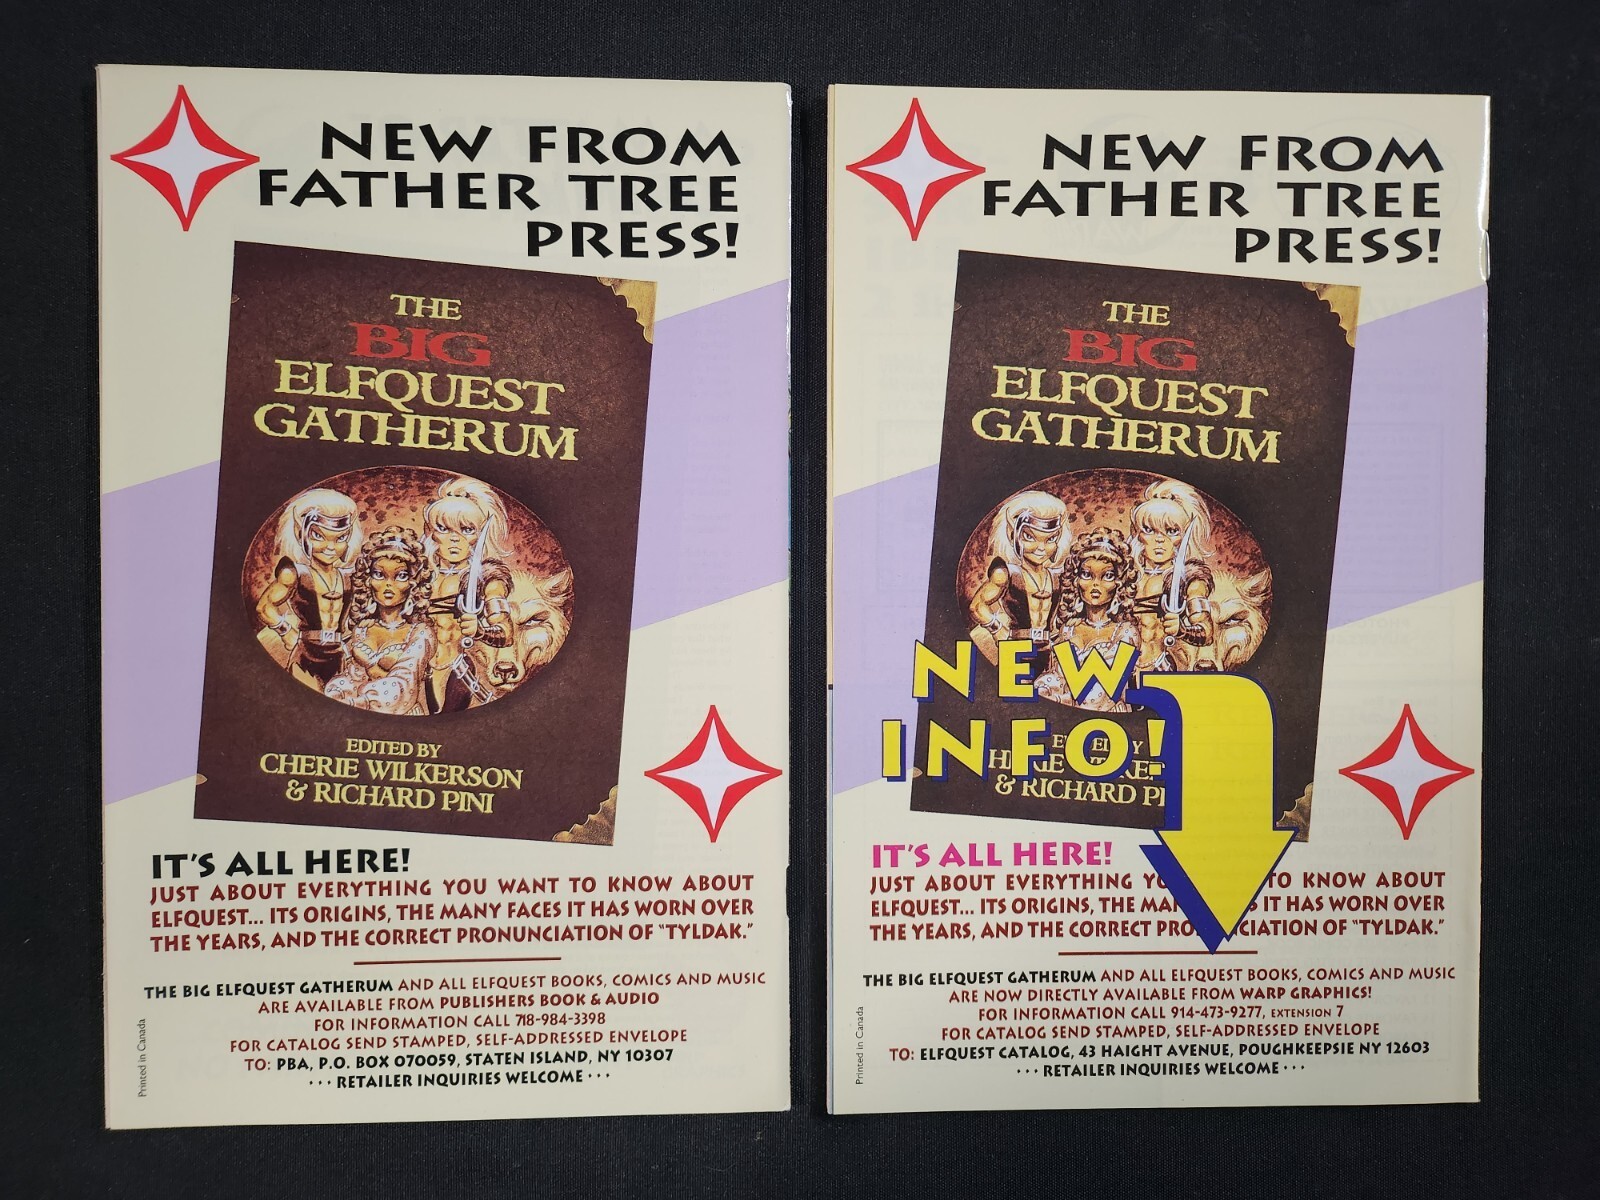 NEW FROM
FATHER TREE
PRESS!
THE
BIG
ELFQUEST
GATHERUM
EDITED BY
CHERIE WILKERSON
& RICHARD PINI
IT'S ALL HERE!
JUST ABOUT EVERYTHING YOU WANT TO KNOW ABOUT
ELFQUEST... ITS ORIGINS, THE MANY FACES IT HAS WORN OVER
THE YEARS, AND THE CORRECT PRONUNCIATION OF "TYLDAK."
THE BIG ELFQUEST GATHERUM AND ALL ELFQUEST BOOKS, COMICS AND MUSIC
ARE AVAILABLE FROM PUBLISHERS BOOK & AUDIO
FOR INFORMATION CALL 718-984-3398
FOR CATALOG SEND STAMPED, SELF-ADDRESSED ENVELOPE
TO: PBA, P.O. BOX 070059, STATEN ISLAND, NY 10307
··· RETAILER INQUIRIES WELCOME ···
Printed in Canada
NEW FROM
FATHER TREE
PRESS!
THE
BIG
ELFQUEST
GATHERUM
NEW
INFO!
& RICHARD PI
IT'S ALL HERE!
JUST ABOUT EVERYTHING YO TO KNOW ABOUT
ELFQUEST... ITS ORIGINS, THE MAN S IT HAS WORN OVER
THE YEARS, AND THE CORRECT PRO CIATION OF "TYLDAK."
THE BIG ELFQUEST GATHERUM AND ALL ELFQUEST BOOKS, COMICS AND MUSIC
ARE NOW DIRECTLY AVAILABLE FROM WARP GRAPHICS!
FOR INFORMATION CALL 914-473-9277, EXTENSION 7
FOR CATALOG SEND STAMPED, SELF-ADDRESSED ENVELOPE
TO: ELFQUEST CATALOG, 43 HAIGHT AVENUE, POUGHKEEPSIE NY 12603
··· RETAILER INQUIRIES WELCOME ···
Printed in Canada